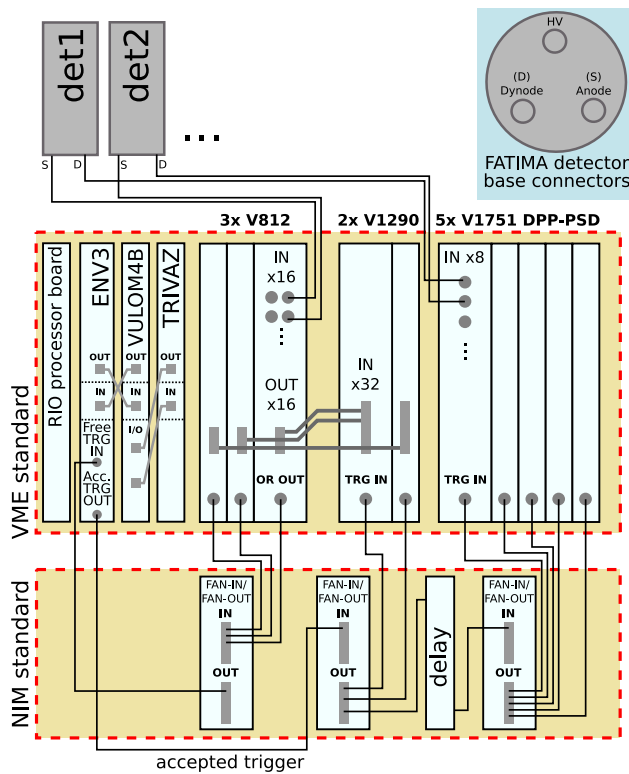 det1
det2
...
S
D
S
D
HV
(D)
Dynode
(S)
Anode
FATIMA detector
base connectors
3x V812
2x V1290
5x V1751 DPP-PSD
VME standard
RIO processor board
ENV3
VULOM4B
TRIVAZ
OUT
OUT
OUT
IN
IN
IN
Free
TRG
IN
Acc.
TRG
OUT
I/O
IN
x16
...
OUT
x16
OR OUT
IN
x32
TRG IN
IN x8
...
TRG IN
NIM standard
FAN-IN/
FAN-OUT
IN
OUT
FAN-IN/
FAN-OUT
IN
OUT
delay
FAN-IN/
FAN-OUT
IN
OUT
accepted trigger